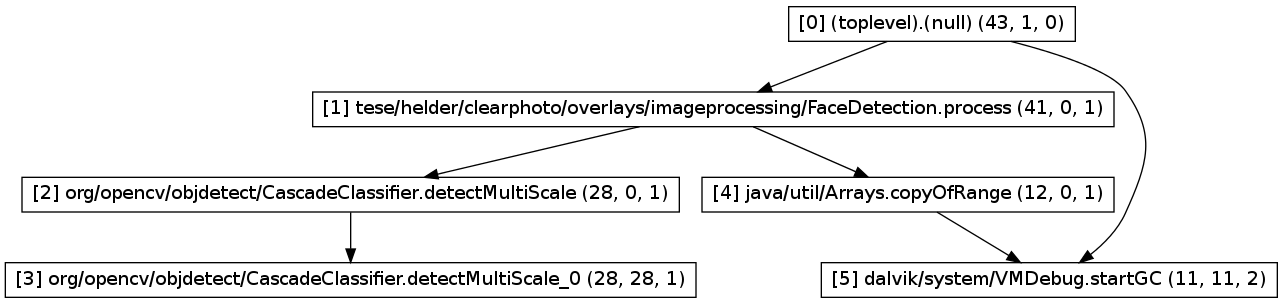 [0] (toplevel).(null) (43, 1, 0)
[1] tese/helder/clearphoto/overlays/imageprocessing/FaceDetection.process (41, 0, 1)
[2] org/opencv/objdetect/CascadeClassifier.detectMultiScale (28, 0, 1)
[4] java/util/Arrays.copyOfRange (12, 0, 1)
[3] org/opencv/objdetect/CascadeClassifier.detectMultiScale_0 (28, 28, 1)
[5] dalvik/system/VMDebug.startGC (11, 11, 2)